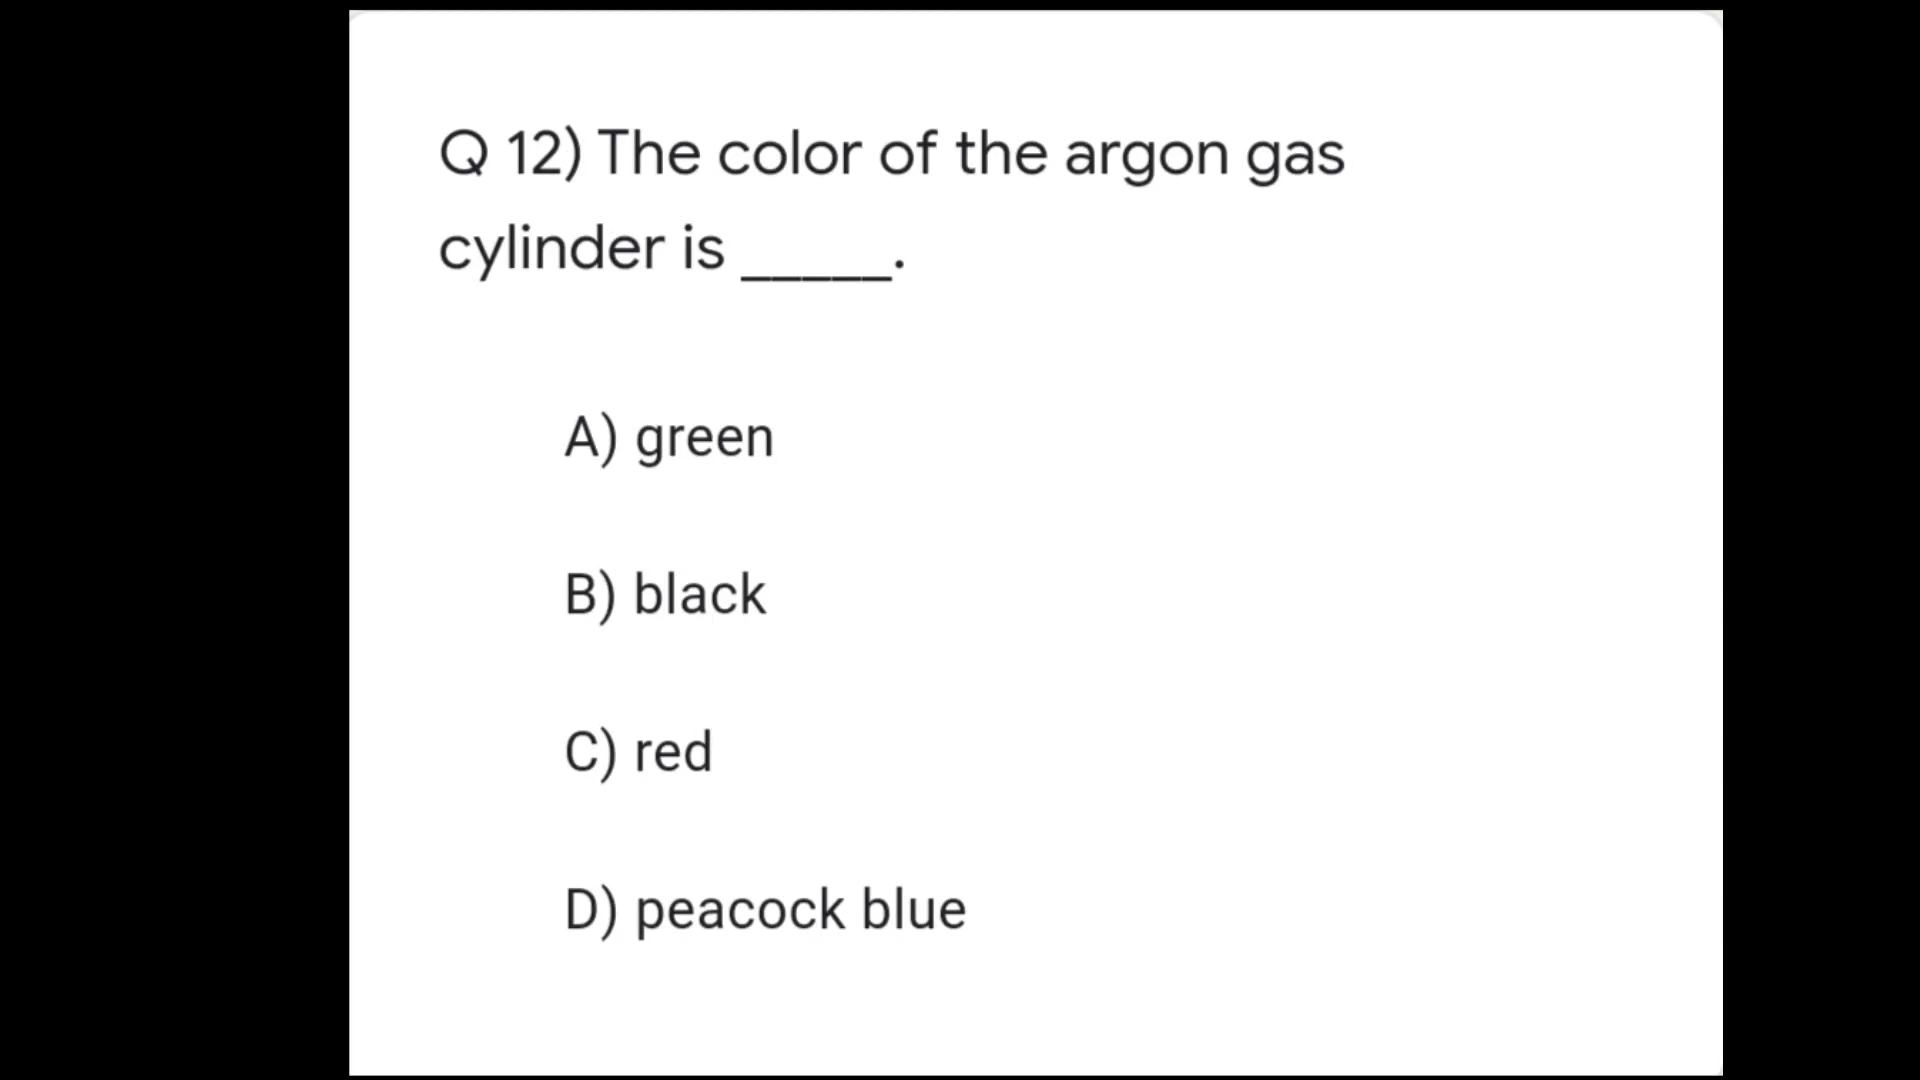 Q 12) The color of the argon gas
cylinder is _____.
A) green
B) black
C) red
D) peacock blue